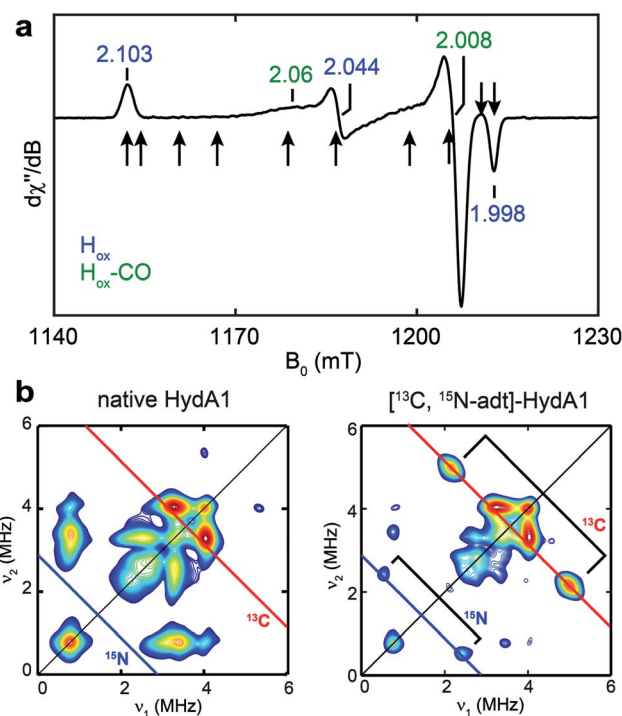 a
2.103
2.06
2.044
2.008
1.998
dχ"/dB
Hox
Hox-CO
1140 1170 1200 1230
B0 (mT)
b
native HydA1
[13C, 15N-adt]-HydA1
6
4
2
0
ν2 (MHz)
13C
15N
0 2 4 6
ν1 (MHz)
6
4
2
0
ν2 (MHz)
13C
15N
0 2 4 6
ν1 (MHz)